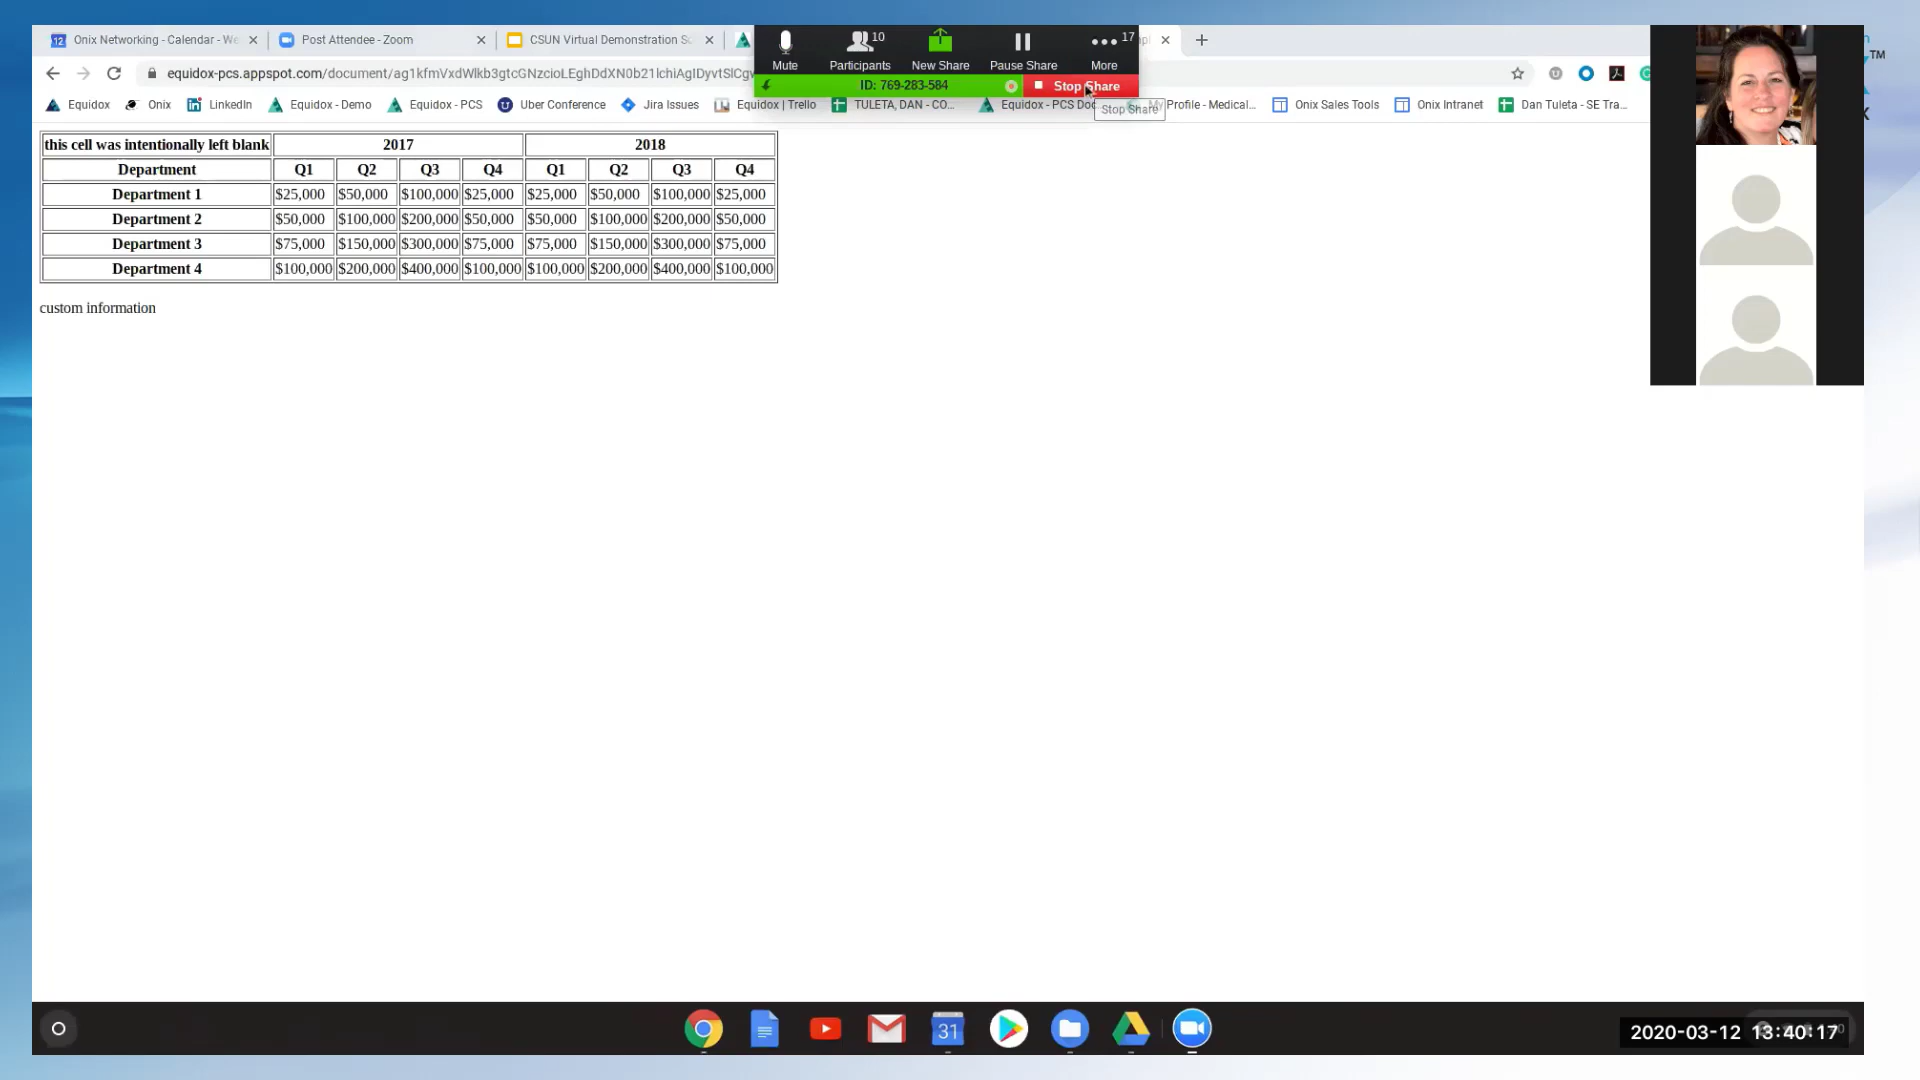 Onix Networking - Calendar - We
Post Attendee - Zoom
CSUN Virtual Demonstration Sc
Mute
Participants 10
New Share
Pause Share
More 17
ID: 769-283-584
Stop Share
Stop Share
equidox-pcs.appspot.com/document/ag1kfmVxdWlkb3gtcGNzcioLEghDdXN0b21lchiAgIDyvtSlCgw
Equidox
Onix
LinkedIn
Equidox - Demo
Equidox - PCS
Uber Conference
Jira Issues
Equidox | Trello
TULETA, DAN - CO...
Equidox - PCS Doc
My Profile - Medical...
Onix Sales Tools
Onix Intranet
Dan Tuleta - SE Tra...
TM
this cell was intentionally left blank 2017 2018
Department Q1 Q2 Q3 Q4 Q1 Q2 Q3 Q4
Department 1 $25,000 $50,000 $100,000 $25,000 $25,000 $50,000 $100,000 $25,000
Department 2 $50,000 $100,000 $200,000 $50,000 $50,000 $100,000 $200,000 $50,000
Department 3 $75,000 $150,000 $300,000 $75,000 $75,000 $150,000 $300,000 $75,000
Department 4 $100,000 $200,000 $400,000 $100,000 $100,000 $200,000 $400,000 $100,000
custom information
31
2020-03-12 13:40:17